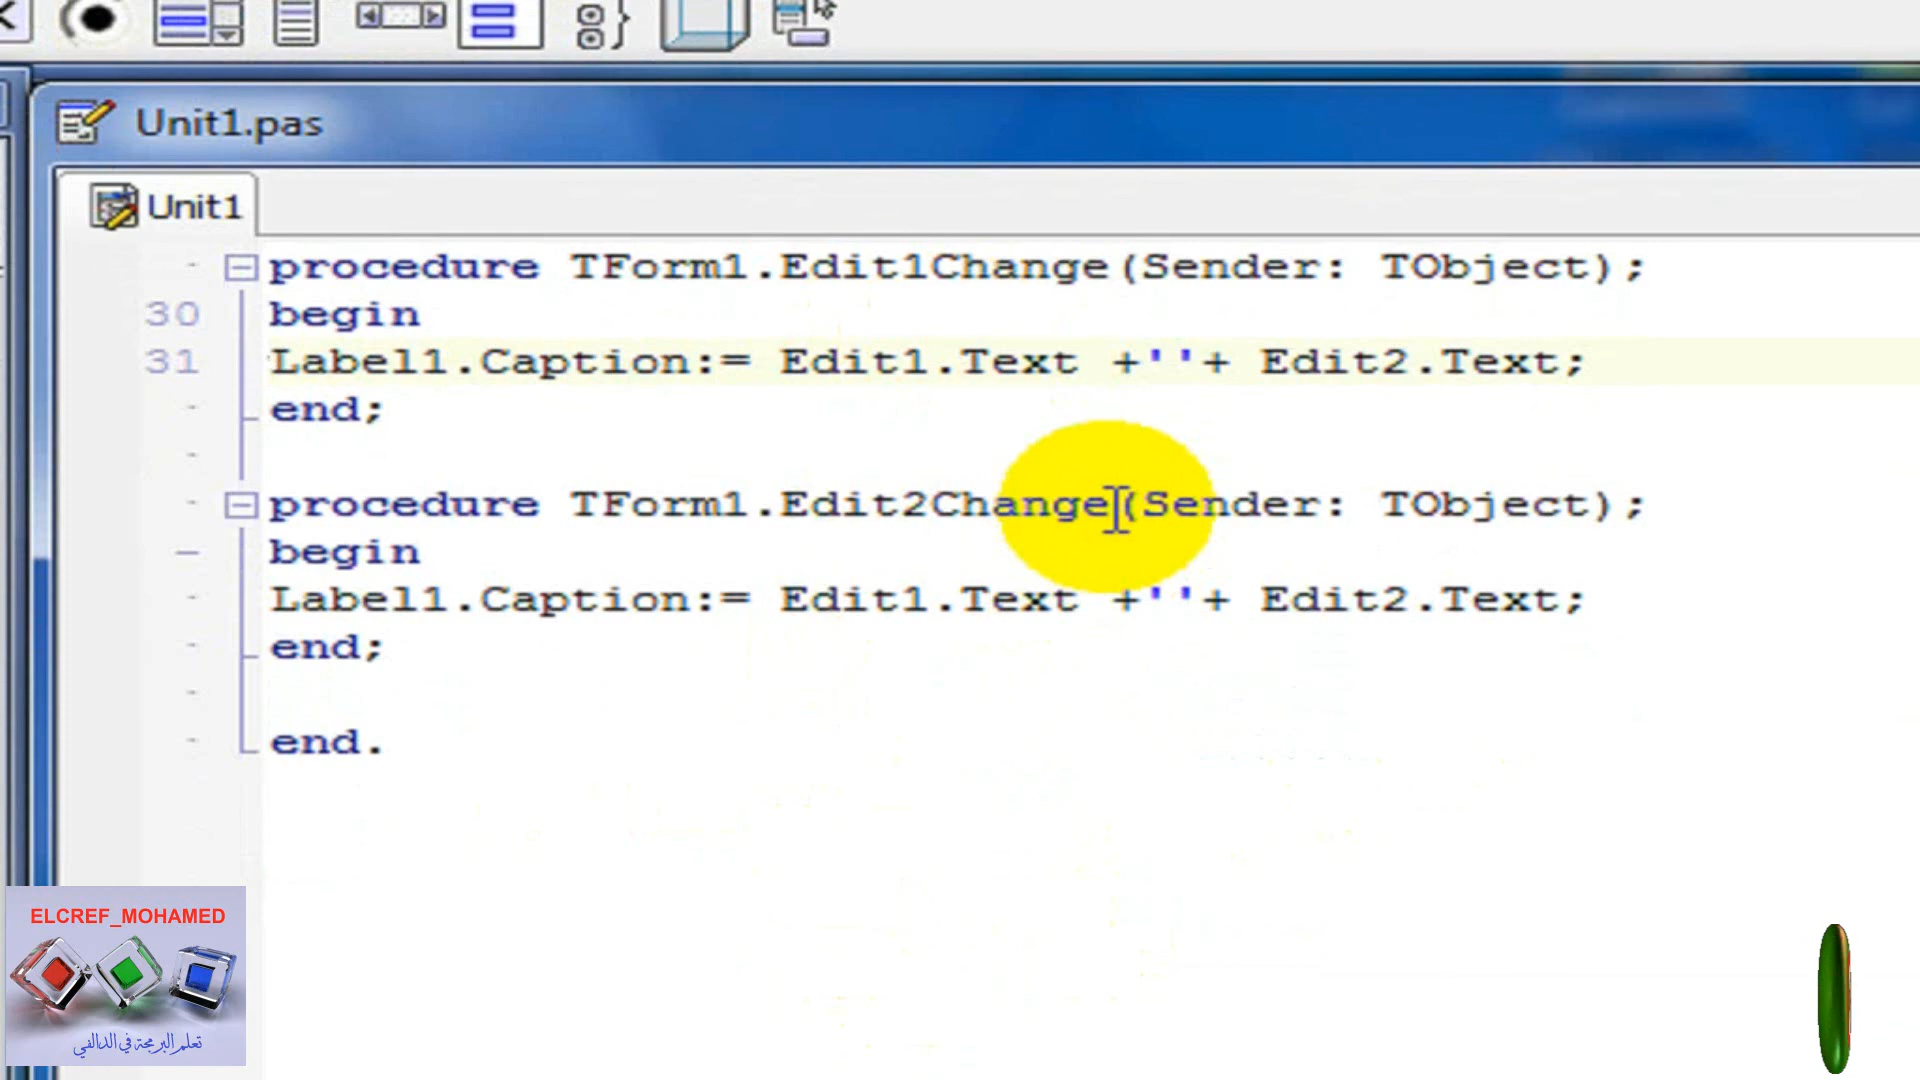 Unit1.pas
Unit1
procedure TForm1.Edit1Change(Sender: TObject);
30 begin
31 Label1.Caption:= Edit1.Text +''+ Edit2.Text;
end;
procedure TForm1.Edit2Change(Sender: TObject);
begin
Label1.Caption:= Edit1.Text +''+ Edit2.Text;
end;
end.
ELCREF_MOHAMED
تعلم البرمجة في الدالفي